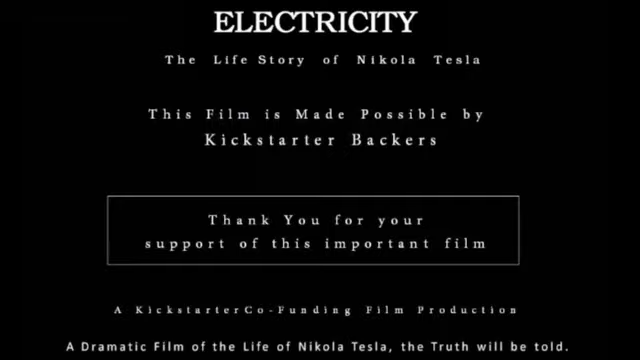 ELECTRICITY
The Life Story of Nikola Tesla
This Film is Made Possible by
Kickstarter Backers
Thank You for your
support of this important film
A Kickstarter Co-Funding Film Production
A Dramatic Film of the Life of Nikola Tesla, the Truth will be told.